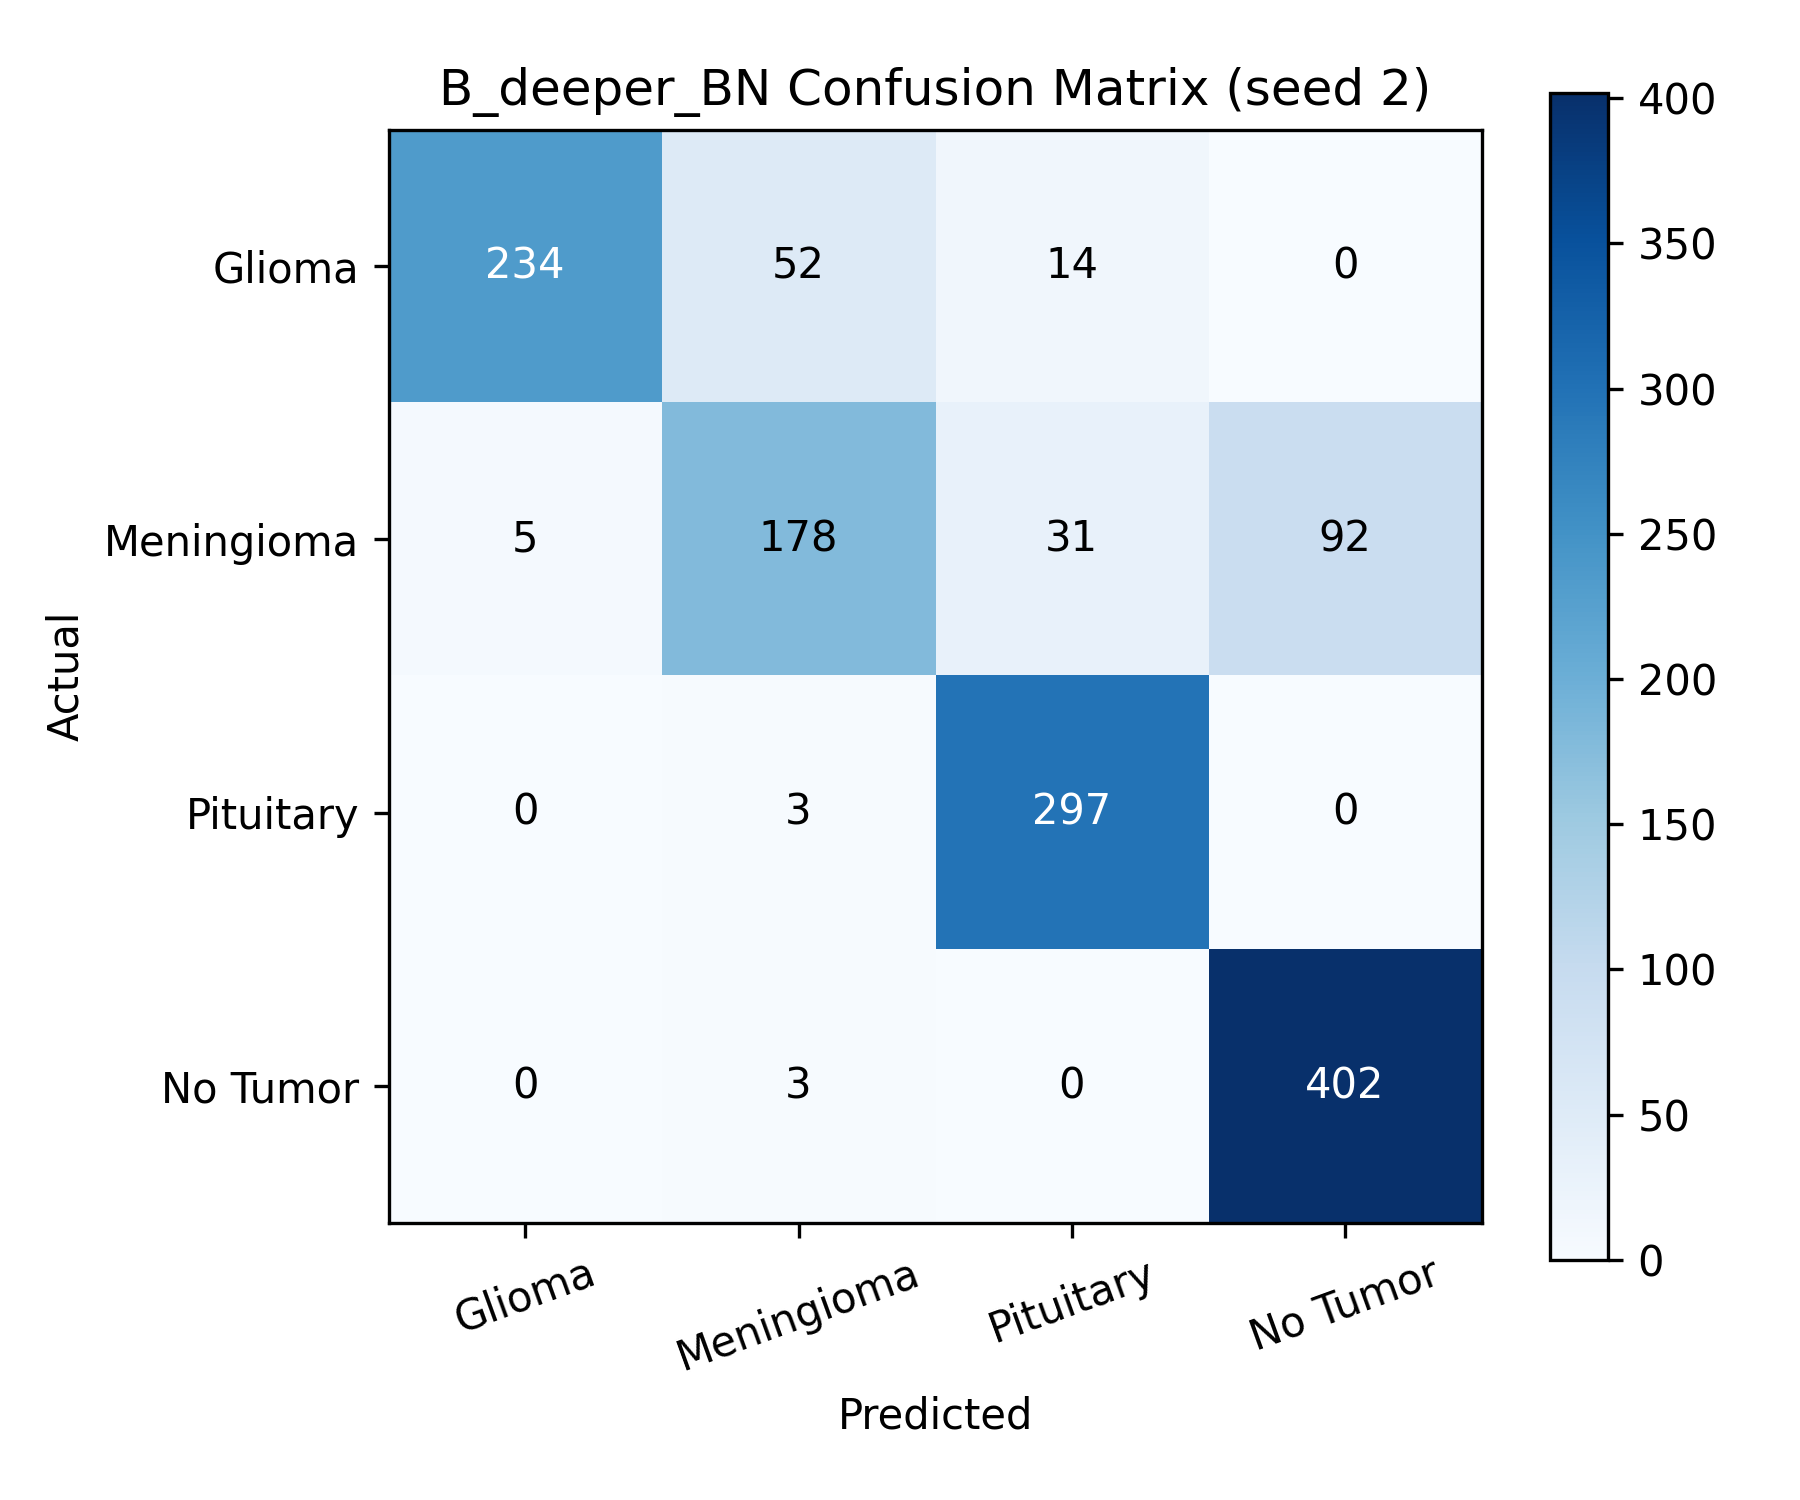 B_deeper_BN Confusion Matrix (seed 2)
Actual
Glioma 234 52 14 0
Meningioma 5 178 31 92
Pituitary 0 3 297 0
No Tumor 0 3 0 402
Glioma Meningioma Pituitary No Tumor
Predicted
400
350
300
250
200
150
100
50
0